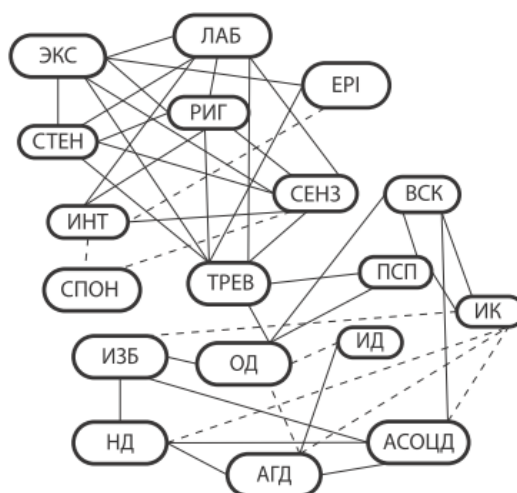 ЛАБ
ЭКС
EPI
РИГ
СТЕН
СЕНЗ
ВСК
ИНТ
ПСП
СПОН
ТРЕВ
ИК
ИЗБ
ОД
ИД
НД
АСОЦД
АГД